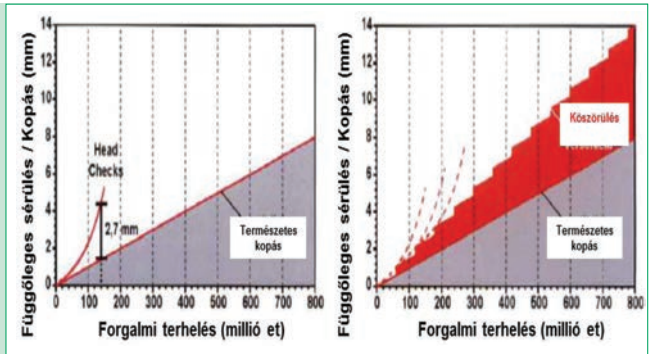 Függőleges sérülés / Kopás (mm)
14
12
10
8
6
4
2
0
Head
Checks
2,7 mm
Természetes
kopás
0 100 200 300 400 500 600 700 800
Forgalmi terhelés (millió et)
Függőleges sérülés / Kopás (mm)
14
12
10
8
6
4
2
0
Köszörülés
Természetes
kopás
0 100 200 300 400 500 600 700 800
Forgalmi terhelés (millió et)